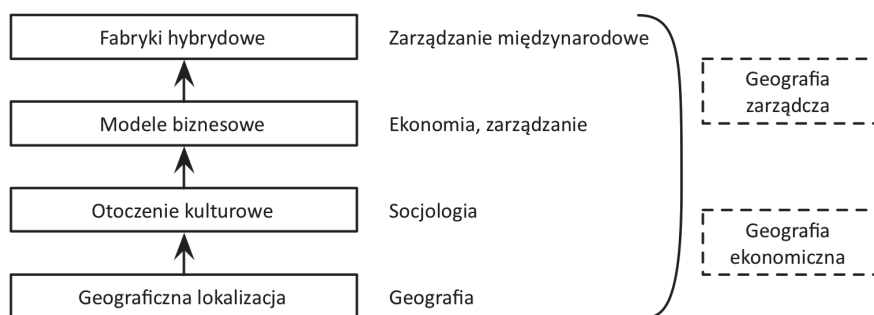 Fabryki hybrydowe
Zarządzanie międzynarodowe
Geografia
zarządcza
Modele biznesowe
Ekonomia, zarządzanie
Otoczenie kulturowe
Socjologia
Geografia
ekonomiczna
Geograficzna lokalizacja
Geografia